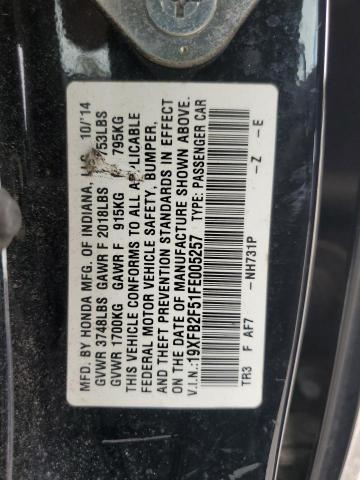 MFD. BY HONDA MFG. OF INDIANA, 10/'14
GVWR 3748LBS GAWR F 2018LBS
GVWR 1700KG GAWR F 915KG 795KG
THIS VEHICLE CONFORMS TO ALL APPLICABLE
FEDERAL MOTOR VEHICLE SAFETY, BUMPER,
AND THEFT PREVENTION STANDARDS IN EFFECT
ON THE DATE OF MANUFACTURE SHOWN ABOVE.
V.I.N.: 19XFB2F51FE005257 TYPE: PASSENGER CAR
TR3 F AF7 -NH731P -Z -E